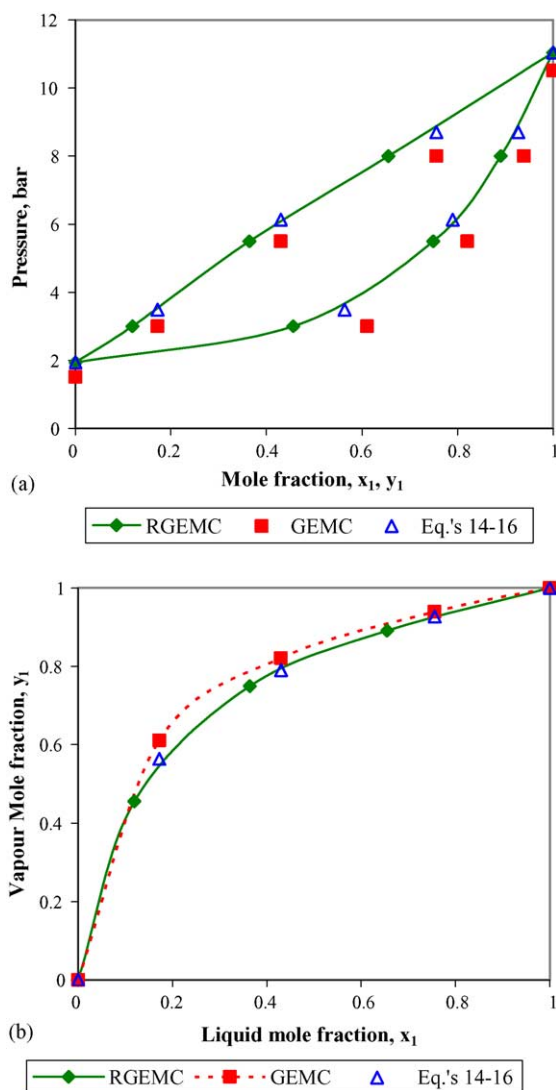 12
10
8
6
4
2
0
Pressure, bar
0 0.2 0.4 0.6 0.8 1
Mole fraction, x₁, y₁
(a)
RGEMC GEMC Eq.'s 14-16
1
0.8
0.6
0.4
0.2
0
Vapour Mole fraction, y₁
0 0.2 0.4 0.6 0.8 1
Liquid mole fraction, x₁
(b)
RGEMC GEMC Eq.'s 14-16